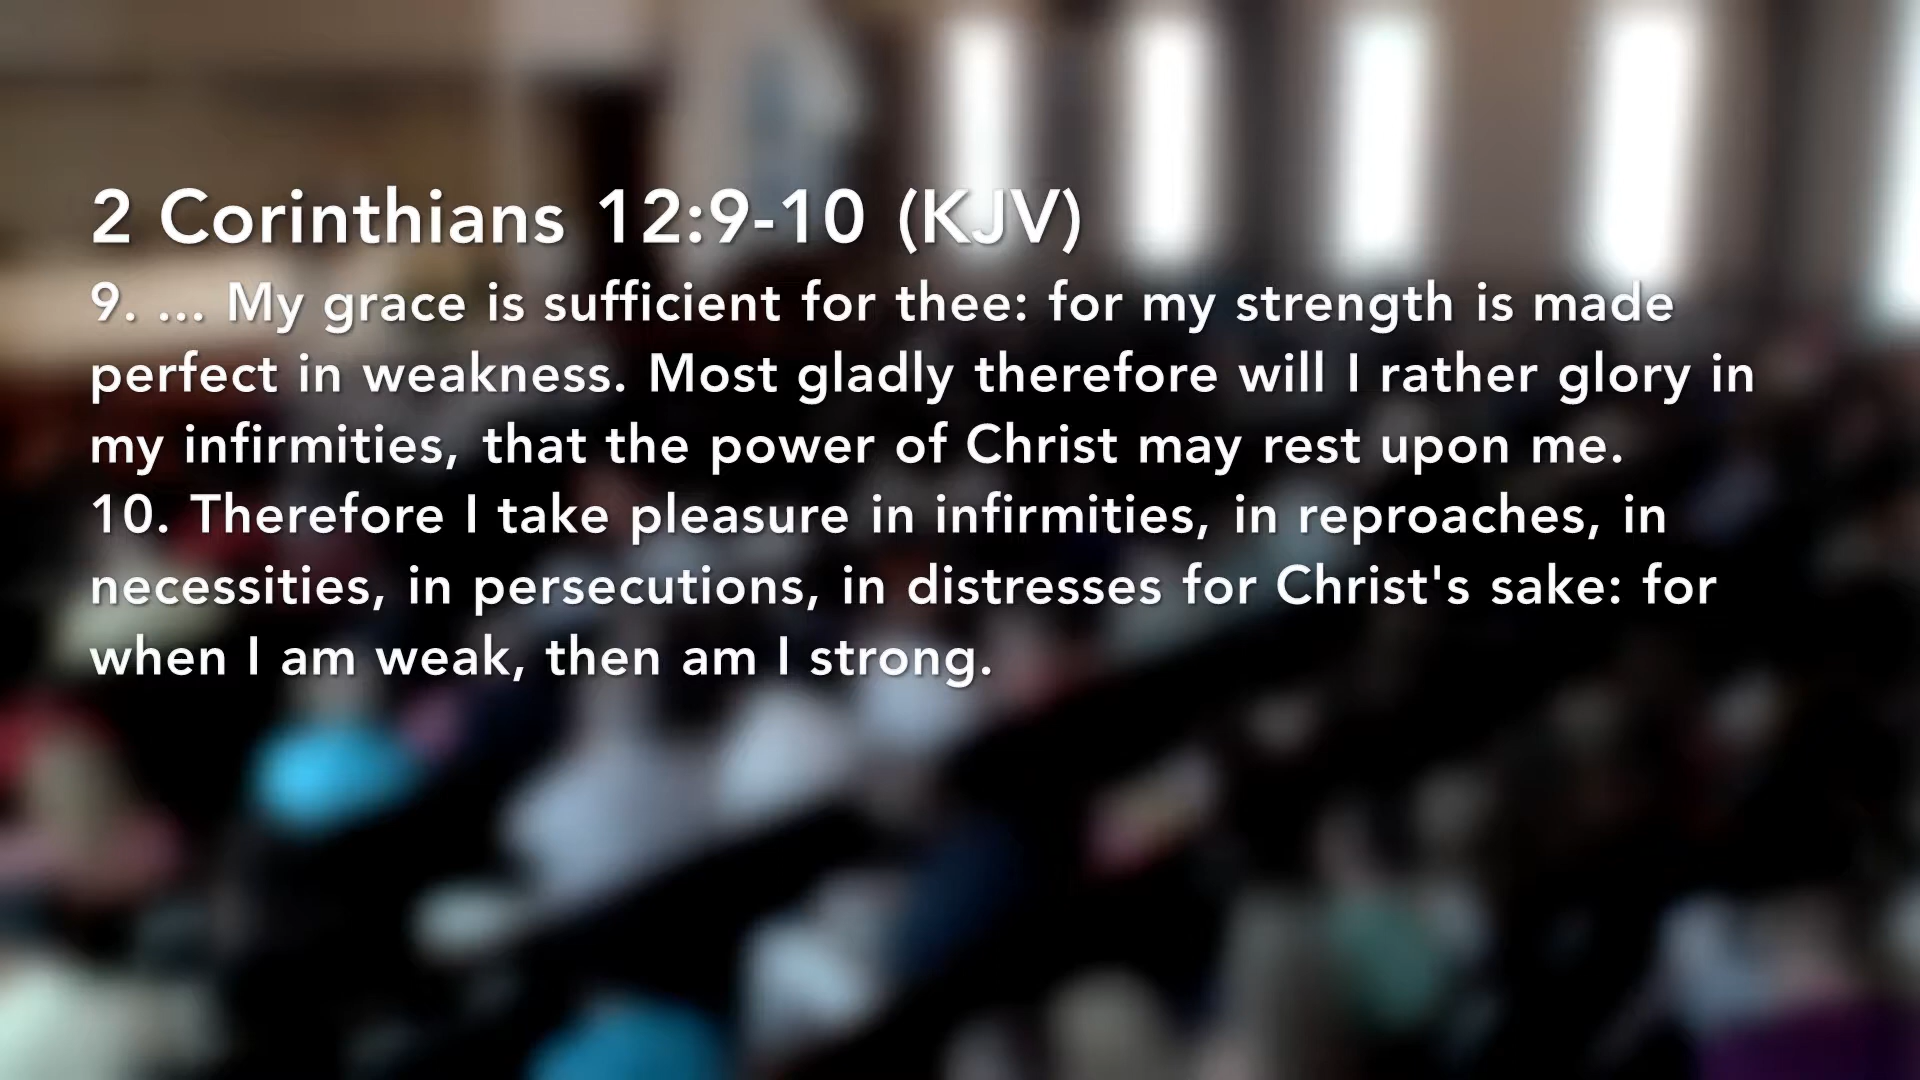 2 Corinthians 12:9-10 (KJV)
9. ... My grace is sufficient for thee: for my strength is made
perfect in weakness. Most gladly therefore will I rather glory in
my infirmities, that the power of Christ may rest upon me.
10. Therefore I take pleasure in infirmities, in reproaches, in
necessities, in persecutions, in distresses for Christ's sake: for
when I am weak, then am I strong.